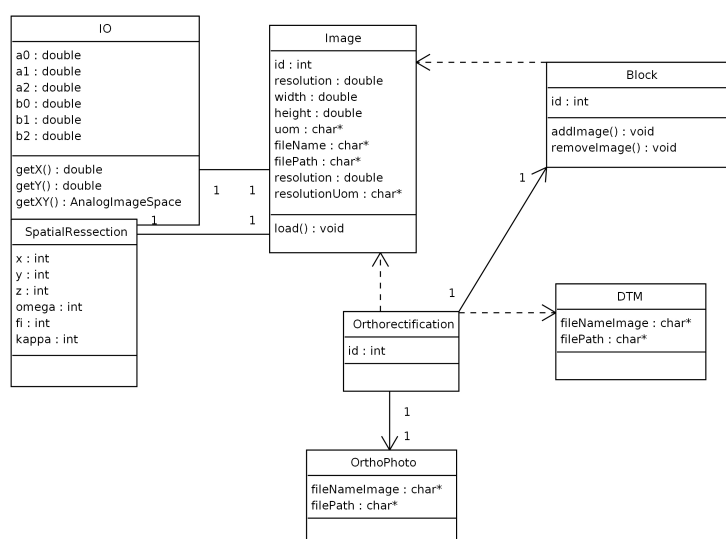 IO
a0 : double
a1 : double
a2 : double
b0 : double
b1 : double
b2 : double
getX() : double
getY() : double
getXY() : AnalogImageSpace
SpatialRessection
x : int
y : int
z : int
omega : int
fi : int
kappa : int
1
1
1
1
Image
id : int
resolution : double
width : double
height : double
uom : char*
fileName : char*
filePath : char*
resolution : double
resolutionUom : char*
load() : void
Block
id : int
addImage() : void
removeImage() : void
1
1
Orthorectification
id : int
DTM
fileNameImage : char*
filePath : char*
1
1
OrthoPhoto
fileNameImage : char*
filePath : char*